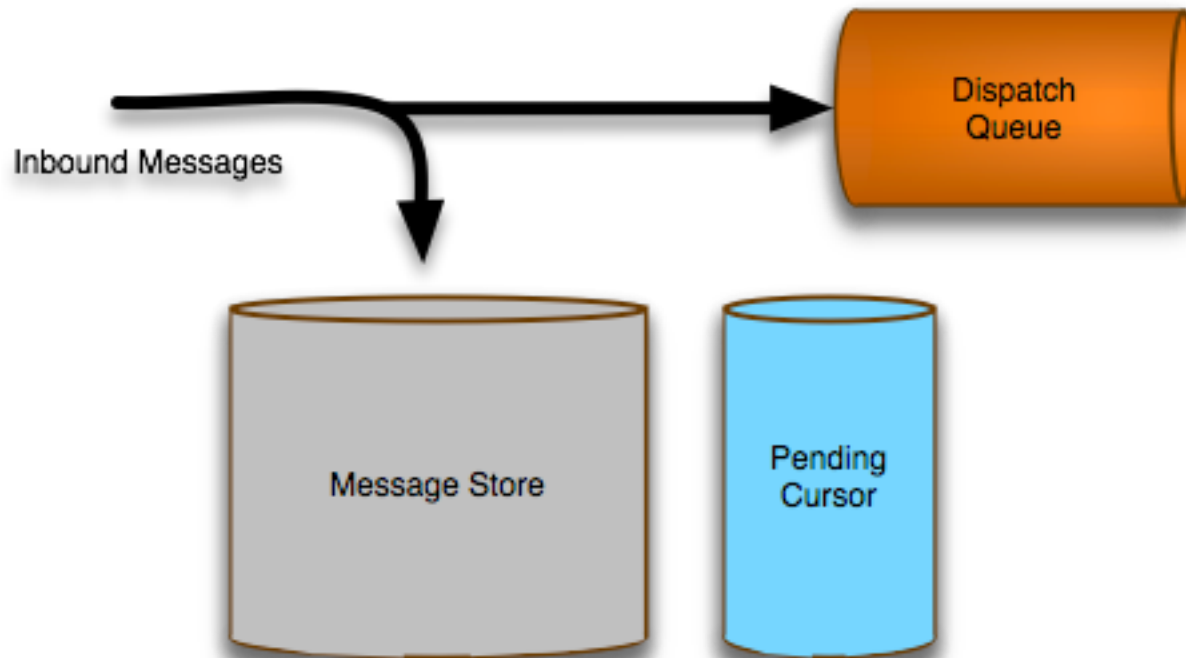 Dispatch
Queue
Inbound Messages
Message Store
Pending
Cursor